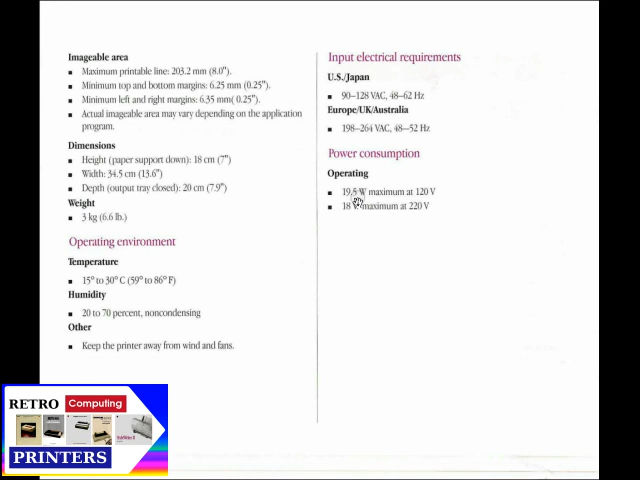 Imageable area
▪ Maximum printable line: 203.2 mm (8.0").
▪ Minimum top and bottom margins: 6.25 mm (0.25").
▪ Minimum left and right margins: 6.35 mm( 0.25").
▪ Actual imageable area may vary depending on the application
program.
Dimensions
▪ Height (paper support down): 18 cm (7")
▪ Width: 34.5 cm (13.6")
▪ Depth (output tray closed): 20 cm (7.9")
Weight
▪ 3 kg (6.6 lb.)
Operating environment
Temperature
▪ 15° to 30° C (59° to 86° F)
Humidity
▪ 20 to 70 percent, noncondensing
Other
▪ Keep the printer away from wind and fans.
Input electrical requirements
U.S./Japan
▪ 90–128 VAC, 48–62 Hz
Europe/UK/Australia
▪ 198–264 VAC, 48–52 Hz
Power consumption
Operating
▪ 19.5 W maximum at 120 V
▪ 18 W maximum at 220 V
RETRO Computing
PRINTERS